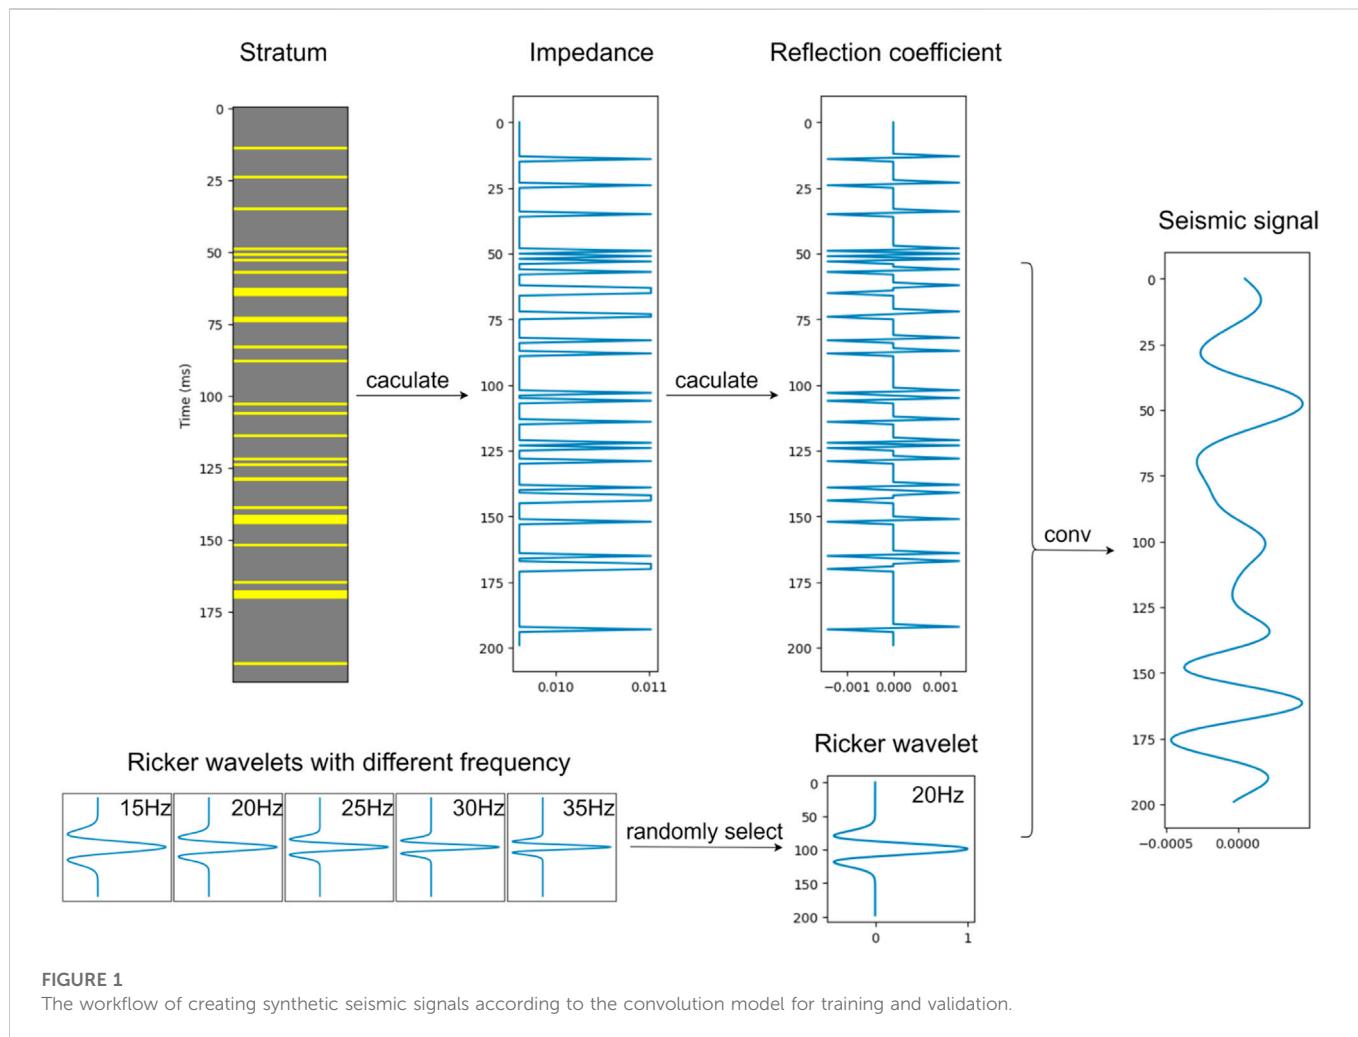 Stratum
Impedance
Reflection coefficient
0
25
50
75
100
125
150
175
Time (ms)
caculate
0
25
50
75
100
125
150
175
200
0.010 0.011
caculate
0
25
50
75
100
125
150
175
200
−0.001 0.000 0.001
conv
Seismic signal
0
25
50
75
100
125
150
175
200
−0.0005 0.0000
Ricker wavelets with different frequency
15Hz 20Hz 25Hz 30Hz 35Hz
randomly select
Ricker wavelet
20Hz
0
50
100
150
200
0 1
FIGURE 1
The workflow of creating synthetic seismic signals according to the convolution model for training and validation.